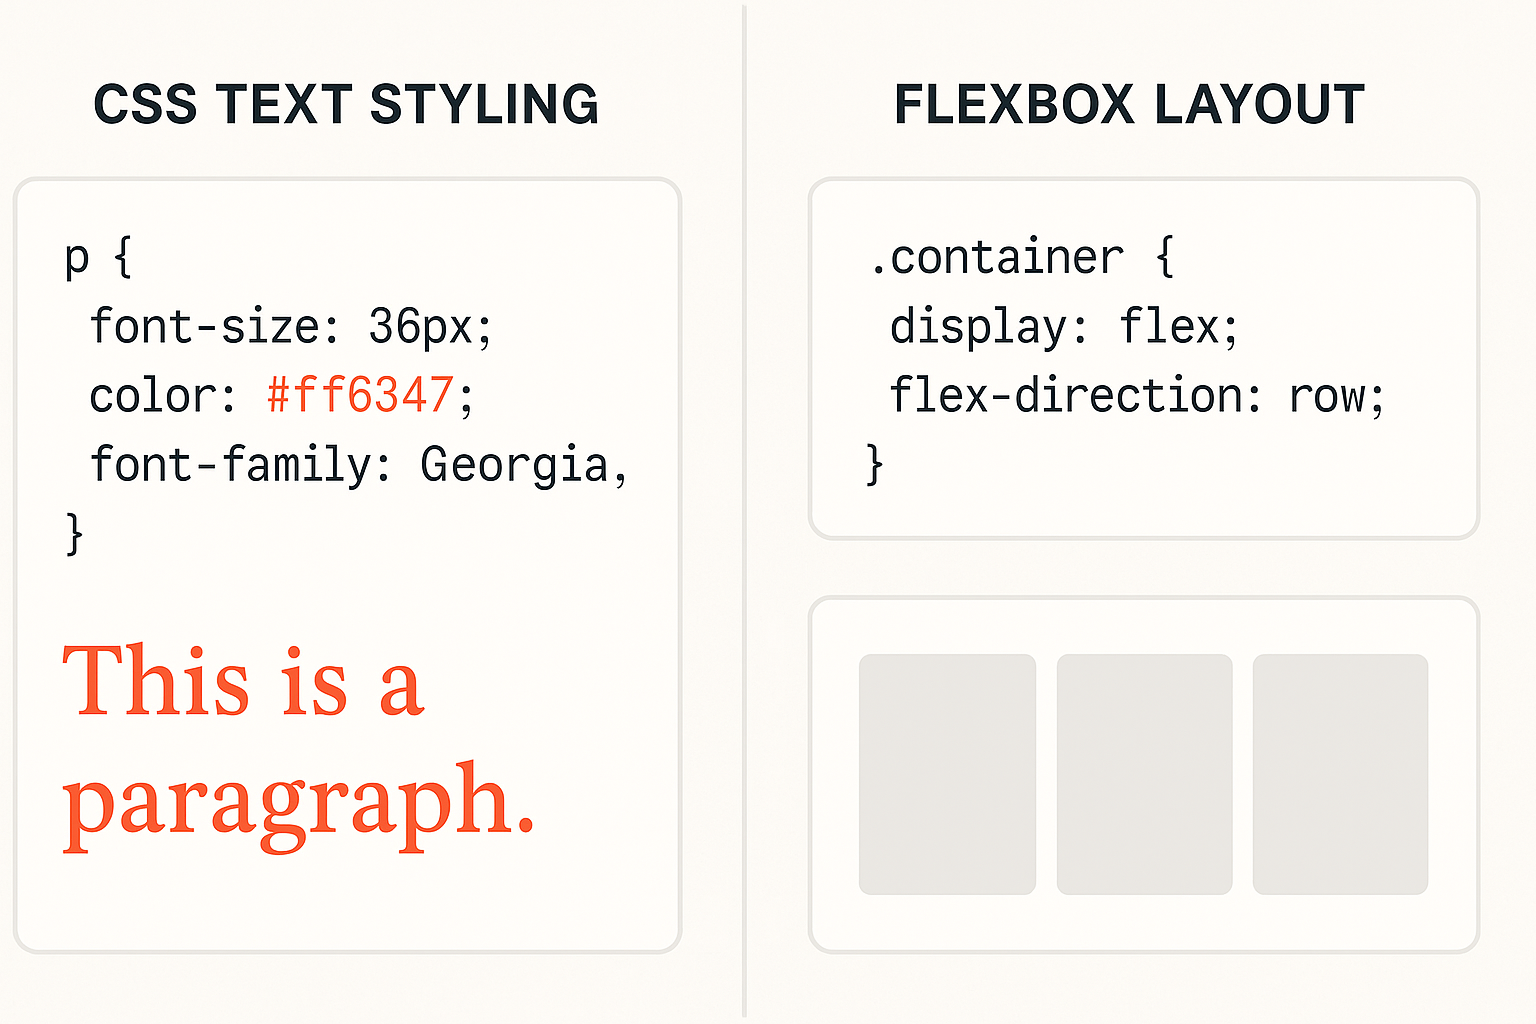 CSS TEXT STYLING
p {
 font-size: 36px;
 color: #ff6347;
 font-family: Georgia,
}
This is a
paragraph.
FLEXBOX LAYOUT
.container {
 display: flex;
 flex-direction: row;
}